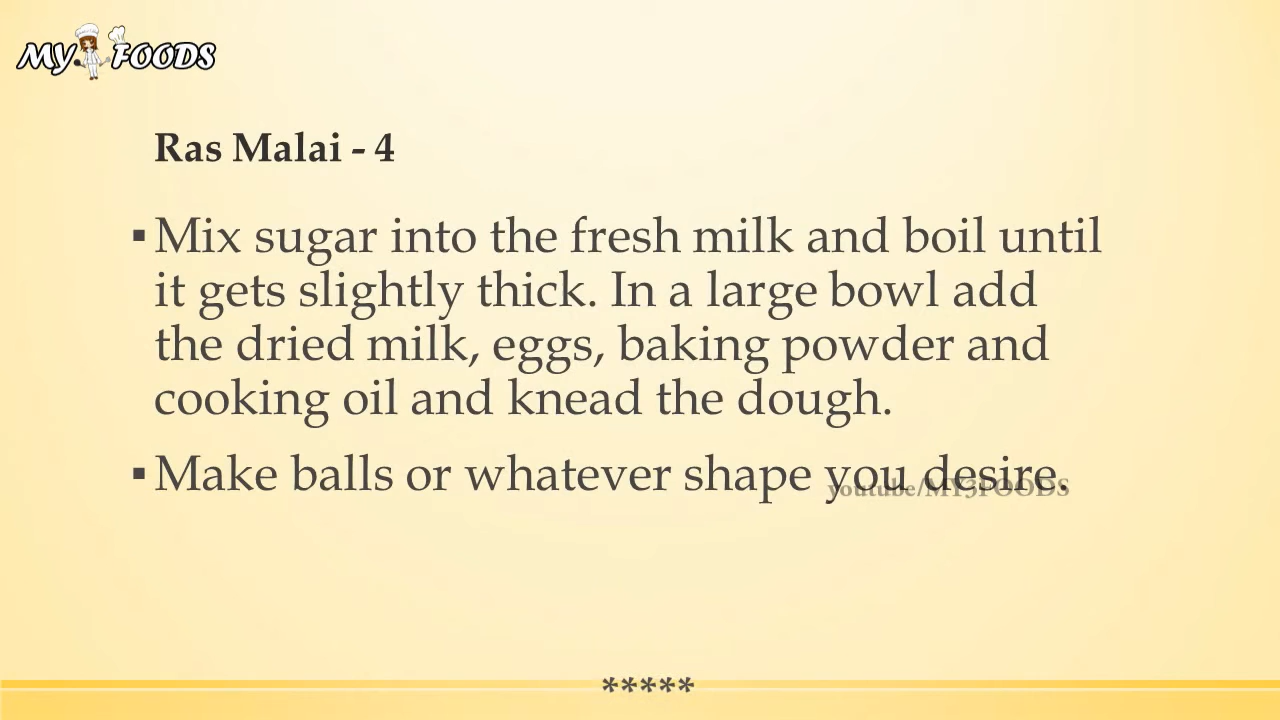 MY FOODS
Ras Malai - 4
▪ Mix sugar into the fresh milk and boil until
it gets slightly thick. In a large bowl add
the dried milk, eggs, baking powder and
cooking oil and knead the dough.
▪ Make balls or whatever shape you desire.
youtube/MY3FOODS
*****